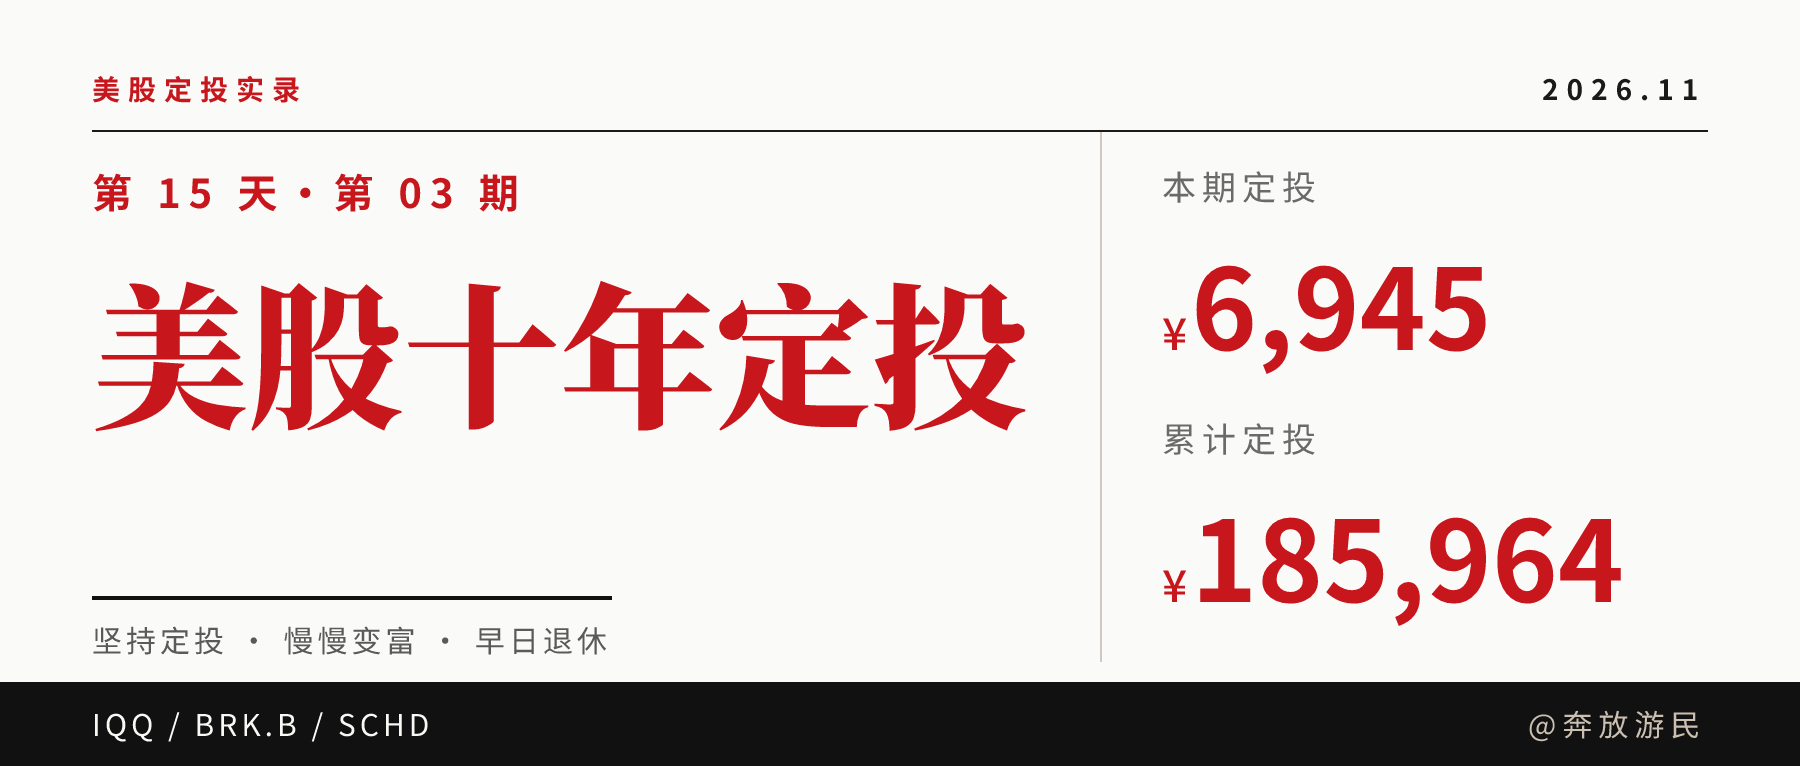 美股定投实录
2026.11
第 15 天·第 03 期
美股十年定投
坚持定投 · 慢慢变富 · 早日退休
本期定投
¥6,945
累计定投
¥185,964
IQQ / BRK.B / SCHD
@奔放游民